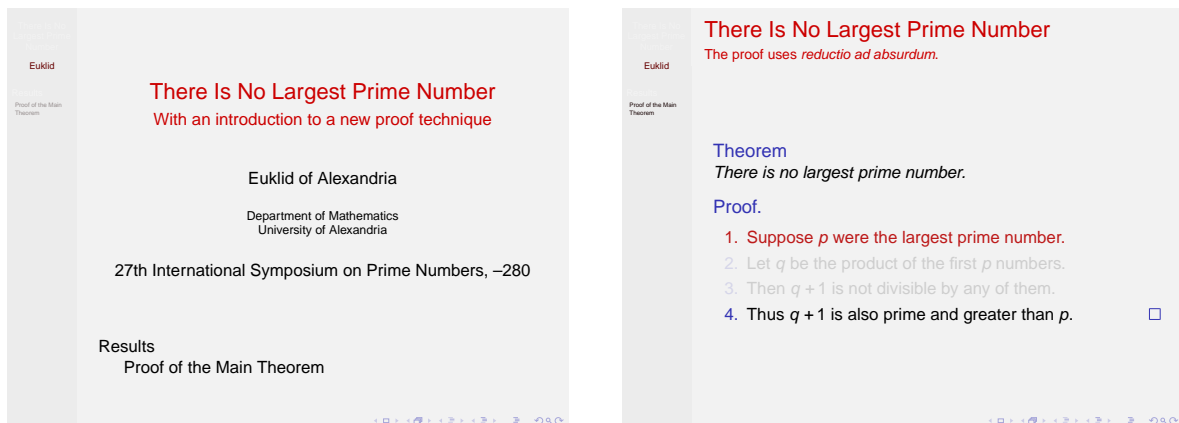 Euklid
Proof of the Main
Theorem
There Is No Largest Prime Number
With an introduction to a new proof technique
Euklid of Alexandria
Department of Mathematics
University of Alexandria
27th International Symposium on Prime Numbers, –280
Results
Proof of the Main Theorem
Euklid
Proof of the Main
Theorem
There Is No Largest Prime Number
The proof uses reductio ad absurdum.
Theorem
There is no largest prime number.
Proof.
1. Suppose p were the largest prime number.
2. Let q be the product of the first p numbers.
3. Then q + 1 is not divisible by any of them.
4. Thus q + 1 is also prime and greater than p. □